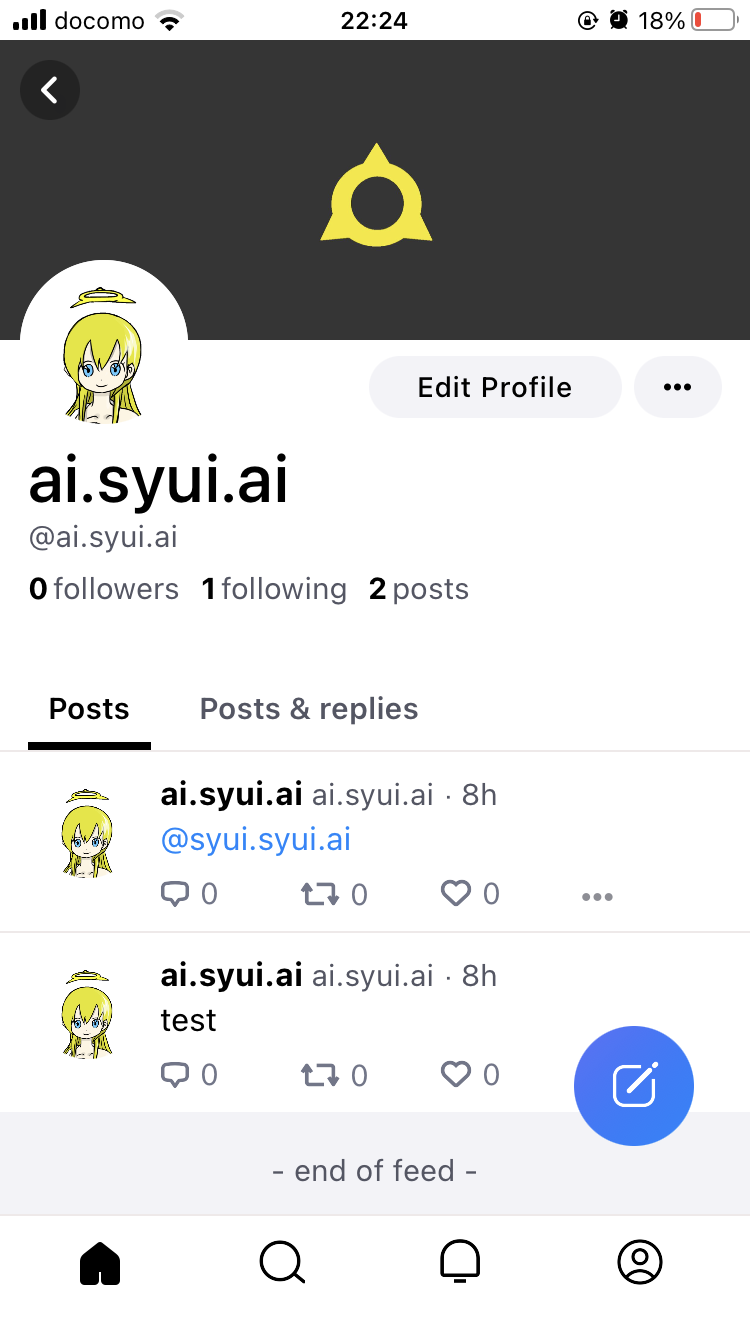 docomo 22:24 18%
Edit Profile •••
ai.syui.ai
@ai.syui.ai
0 followers 1 following 2 posts
Posts Posts & replies
ai.syui.ai ai.syui.ai · 8h
@syui.syui.ai
0 0 0
ai.syui.ai ai.syui.ai · 8h
test
0 0 0
- end of feed -